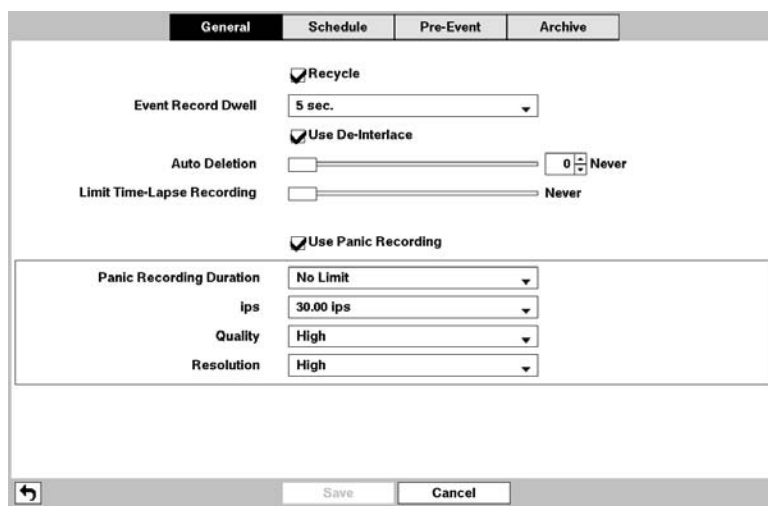 General Schedule Pre-Event Archive
Recycle
Event Record Dwell 5 sec.
Use De-Interlace
Auto Deletion 0 Never
Limit Time-Lapse Recording Never
Use Panic Recording
Panic Recording Duration No Limit
ips 30.00 ips
Quality High
Resolution High
Save Cancel